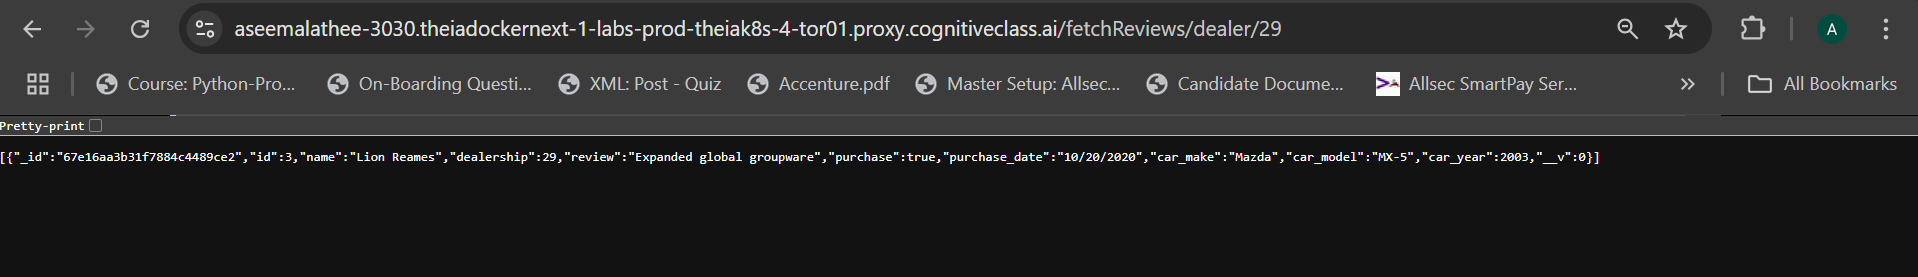 aseemalathee-3030.theiadockernext-1-labs-prod-theiak8s-4-tor01.proxy.cognitiveclass.ai/fetchReviews/dealer/29
A
Course: Python-Pro... On-Boarding Questi... XML: Post - Quiz Accenture.pdf Master Setup: Allsec... Candidate Docume... Allsec SmartPay Ser... » All Bookmarks
Pretty-print
[{"_id":"67e16aa3b31f7884c4489ce2","id":3,"name":"Lion Reames","dealership":29,"review":"Expanded global groupware","purchase":true,"purchase_date":"10/20/2020","car_make":"Mazda","car_model":"MX-5","car_year":2003,"__v":0}]